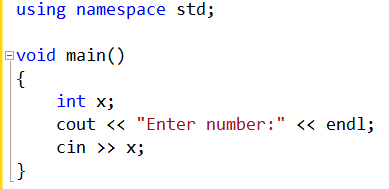 using namespace std;
void main()
{
    int x;
    cout << "Enter number:" << endl;
    cin >> x;
}